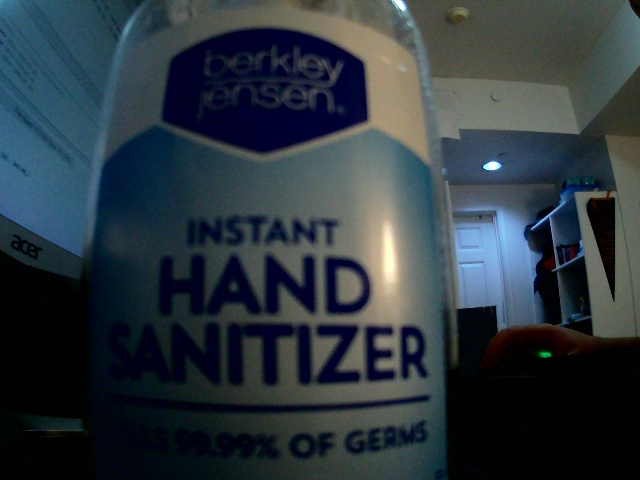 berkley
jensen.
INSTANT
HAND
SANITIZER
99.99% OF GERMS
acer